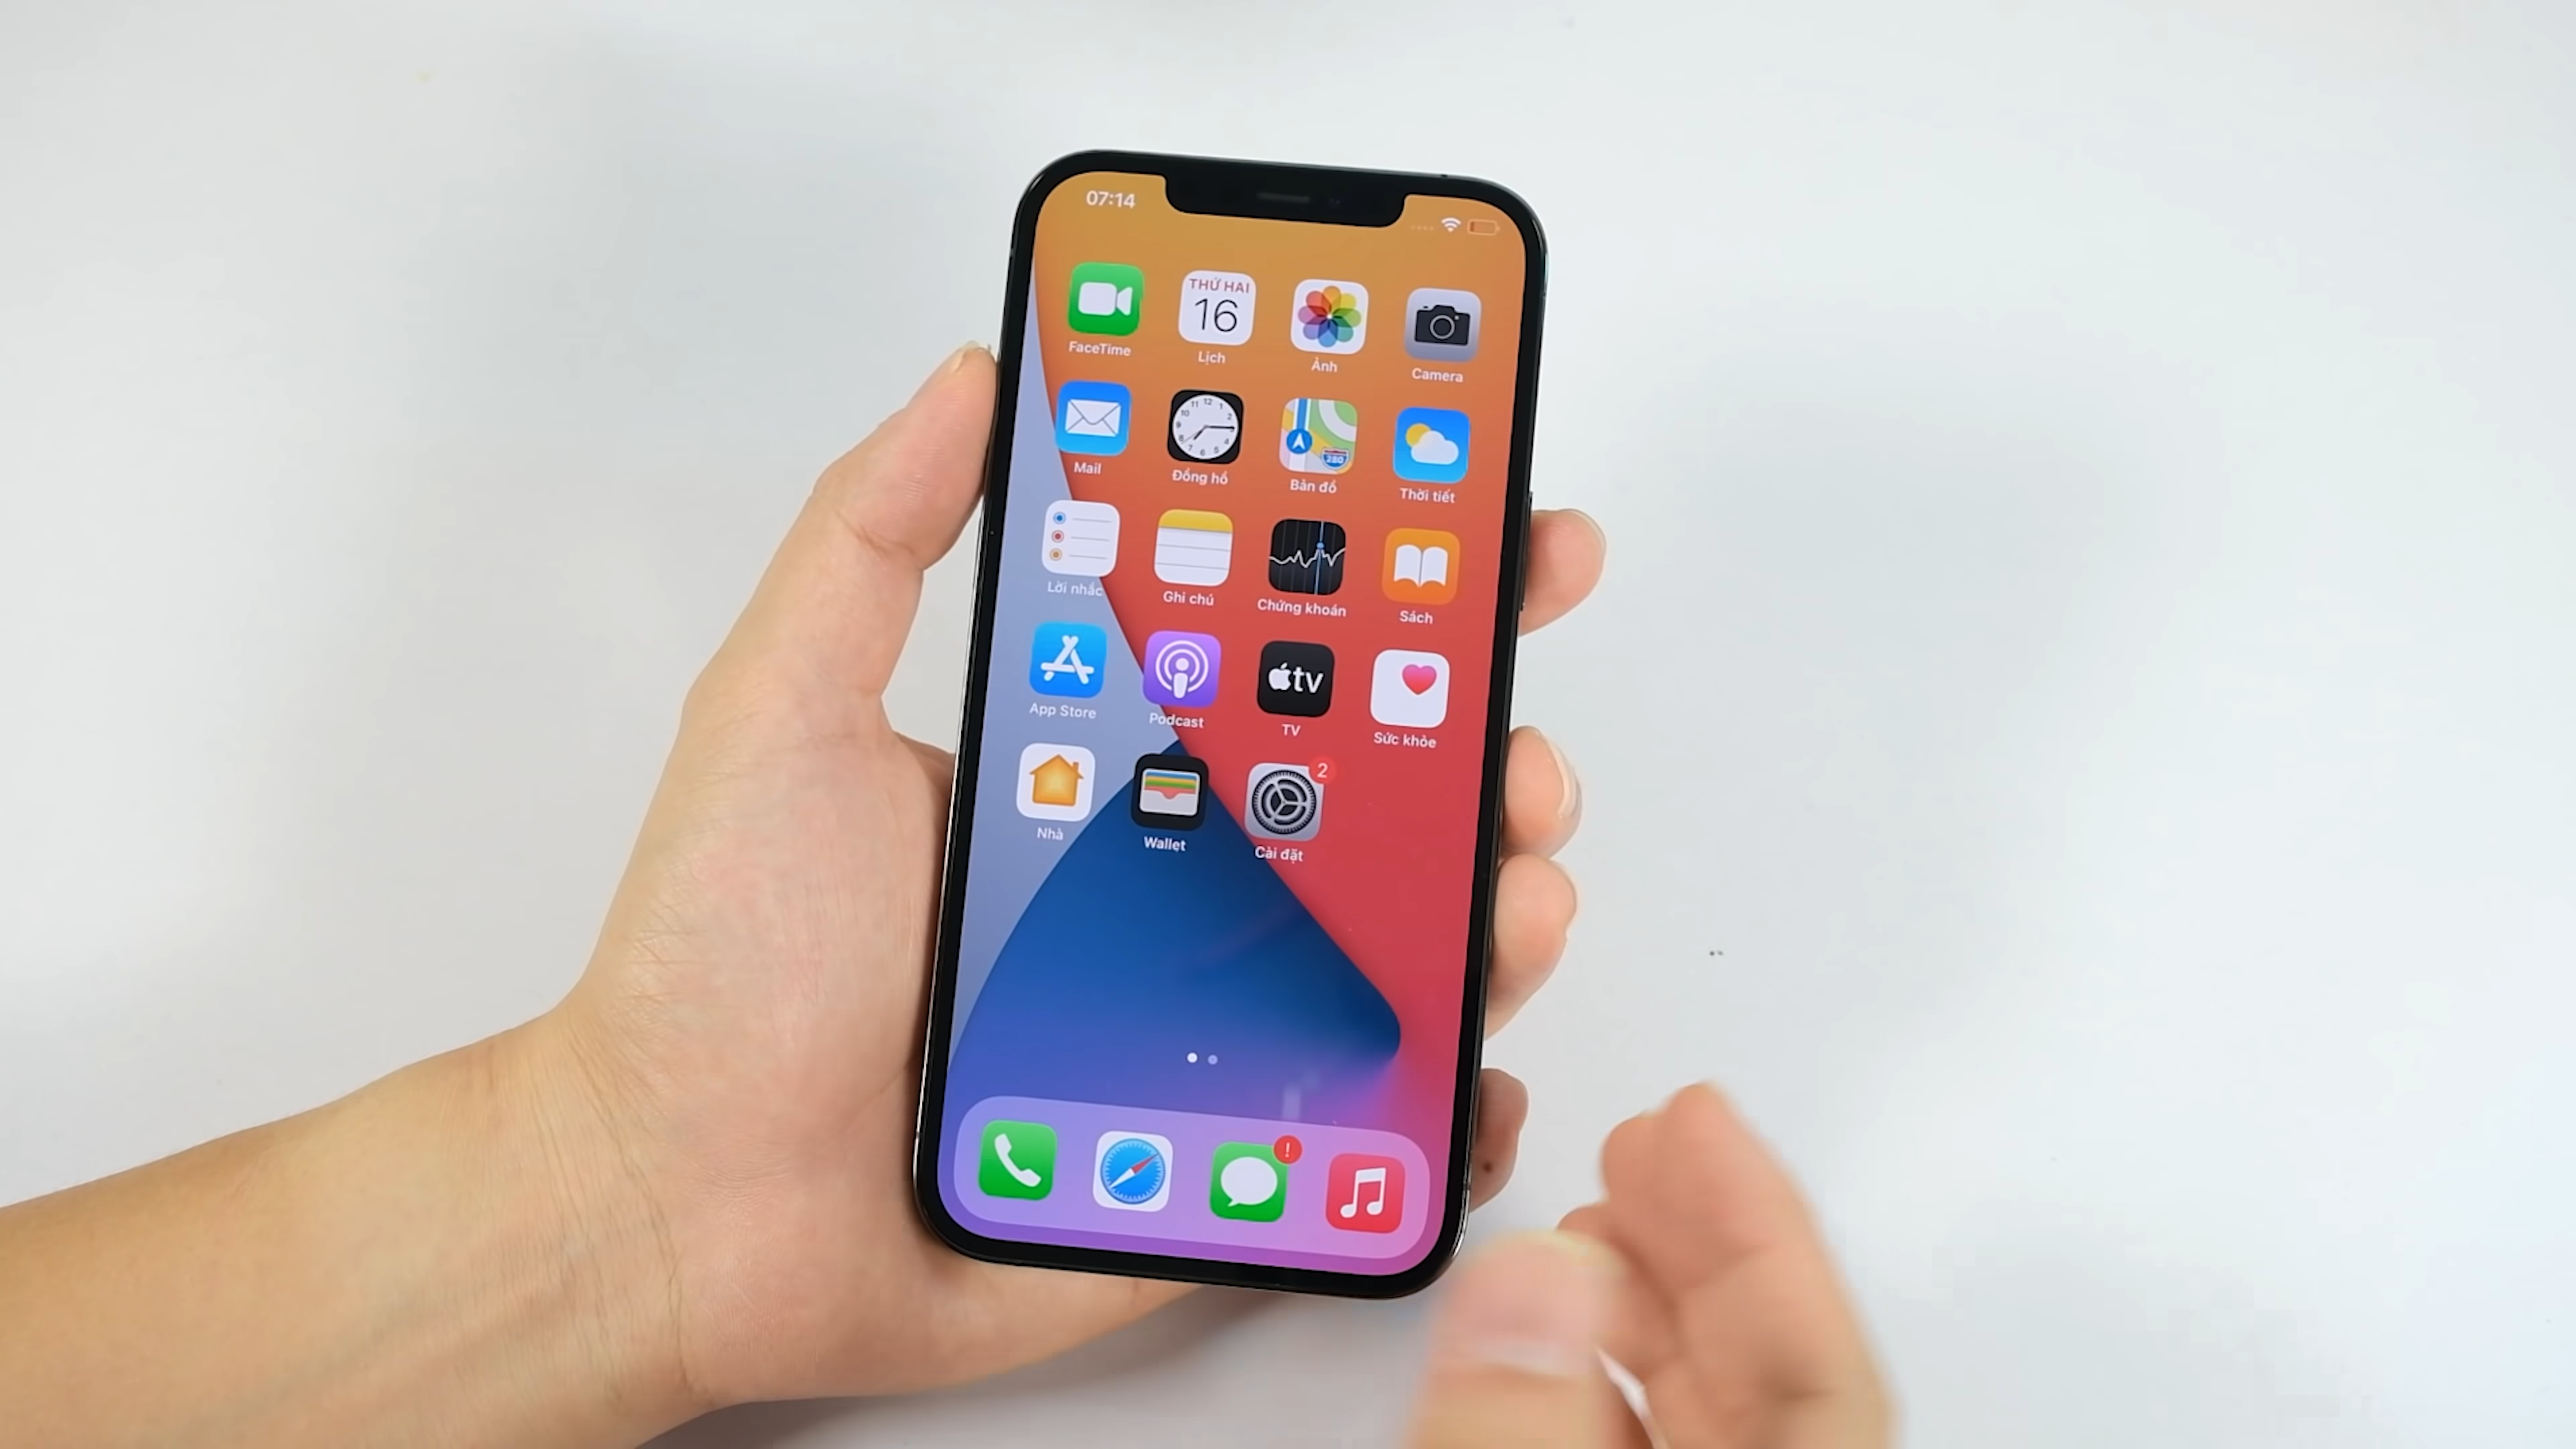 07:14
THỨ HAI
16
FaceTime
Lịch
Ảnh
Camera
280
Mail
Đồng hồ
Bản đồ
Thời tiết
Lời nhắc
Ghi chú
Chứng khoán
Sách
tv
App Store
Podcast
TV
Sức khỏe
2
Nhà
Wallet
Cài đặt
!